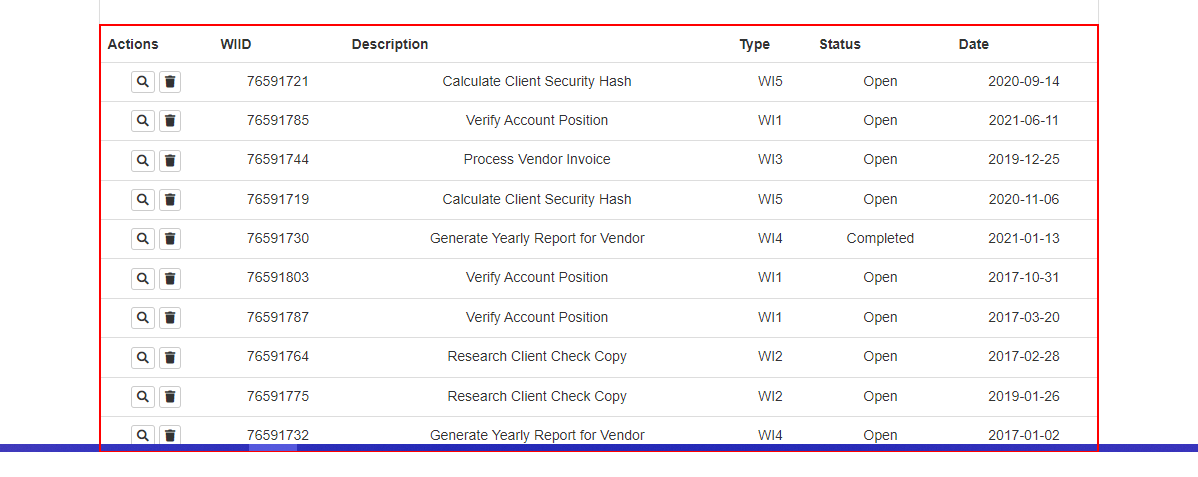 Actions WIID Description Type Status Date
76591721 Calculate Client Security Hash WI5 Open 2020-09-14
76591785 Verify Account Position WI1 Open 2021-06-11
76591744 Process Vendor Invoice WI3 Open 2019-12-25
76591719 Calculate Client Security Hash WI5 Open 2020-11-06
76591730 Generate Yearly Report for Vendor WI4 Completed 2021-01-13
76591803 Verify Account Position WI1 Open 2017-10-31
76591787 Verify Account Position WI1 Open 2017-03-20
76591764 Research Client Check Copy WI2 Open 2017-02-28
76591775 Research Client Check Copy WI2 Open 2019-01-26
76591732 Generate Yearly Report for Vendor WI4 Open 2017-01-02